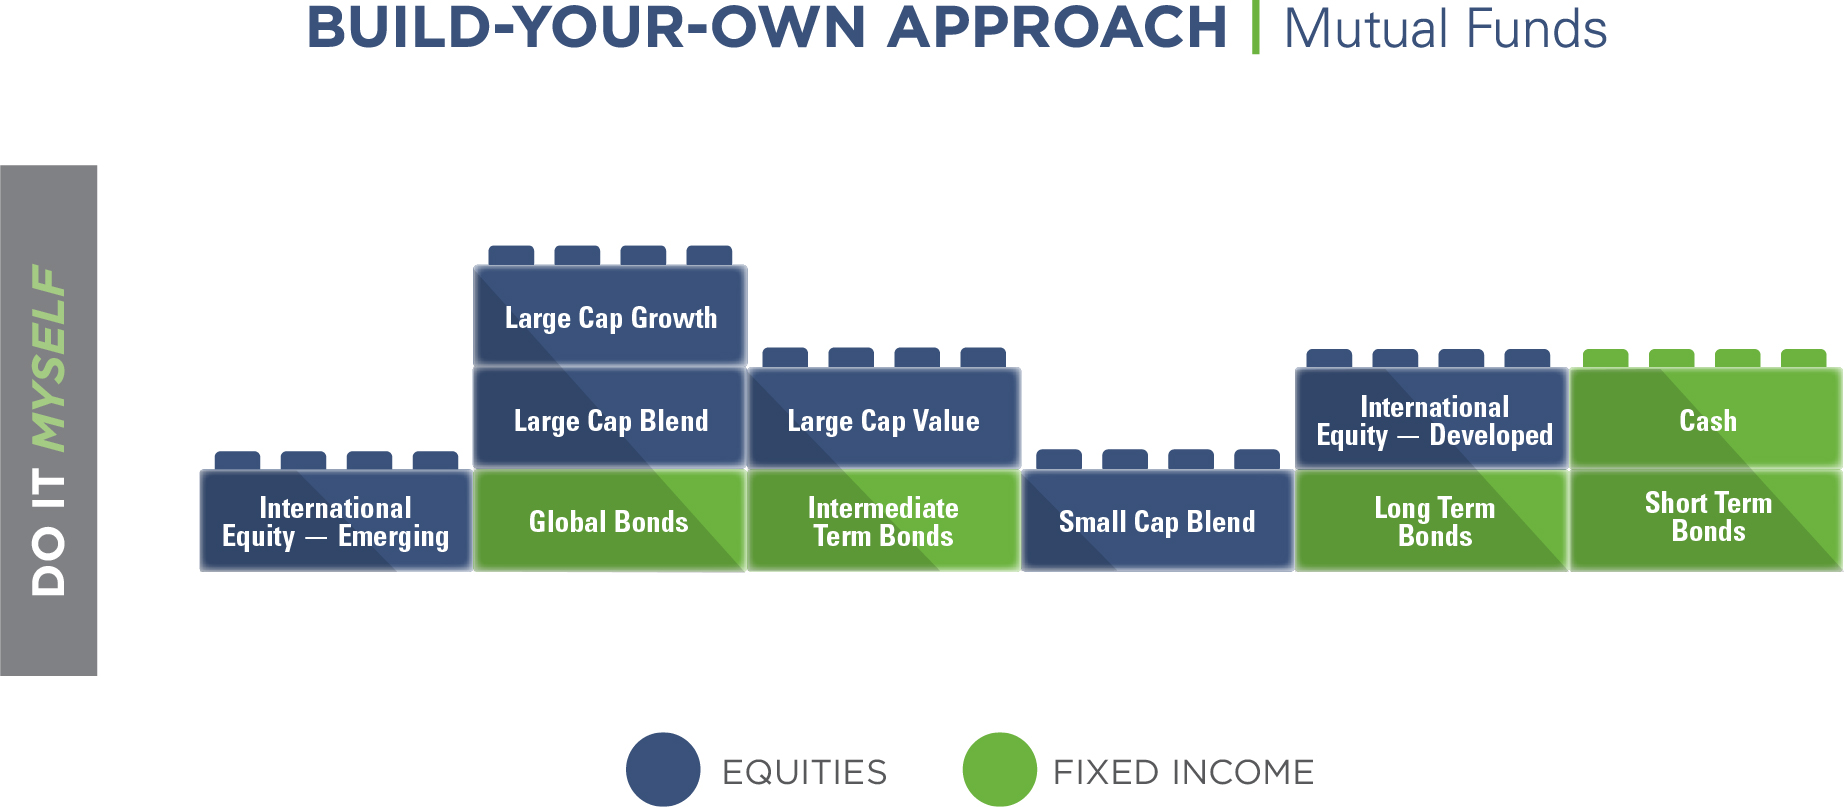 BUILD-YOUR-OWN APPROACH | Mutual Funds
DO IT MYSELF
Large Cap Growth
Large Cap Blend
Large Cap Value
International
Equity — Developed
Cash
International
Equity — Emerging
Global Bonds
Intermediate
Term Bonds
Small Cap Blend
Long Term
Bonds
Short Term
Bonds
EQUITIES
FIXED INCOME